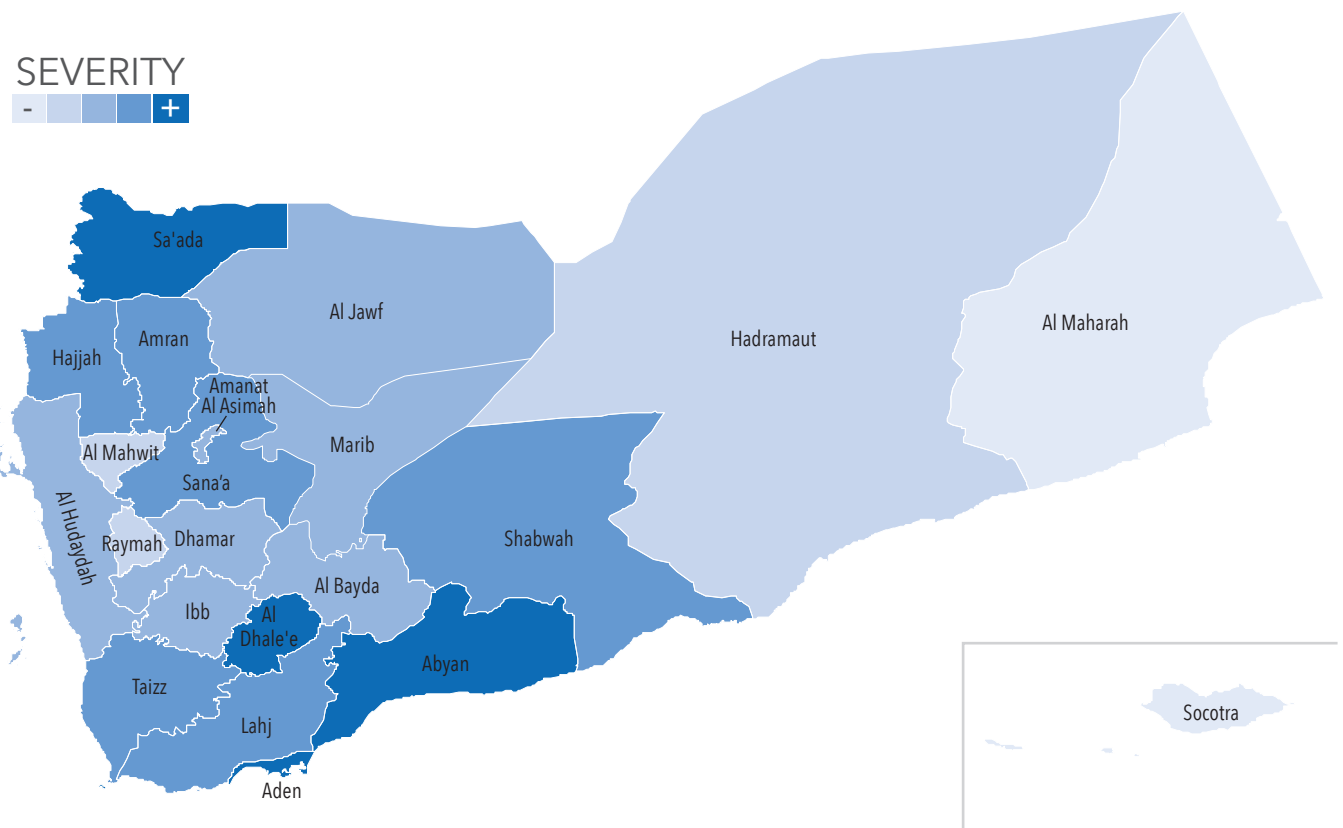 SEVERITY
- +
Sa'ada
Al Jawf
Amran
Hajjah
Hadramaut
Al Maharah
Amanat
Al Asimah
Al Mahwit
Marib
Sana’a
Al Hudaydah
Raymah
Dhamar
Shabwah
Al Bayda
Ibb
Al
Dhale'e
Abyan
Taizz
Lahj
Aden
Socotra